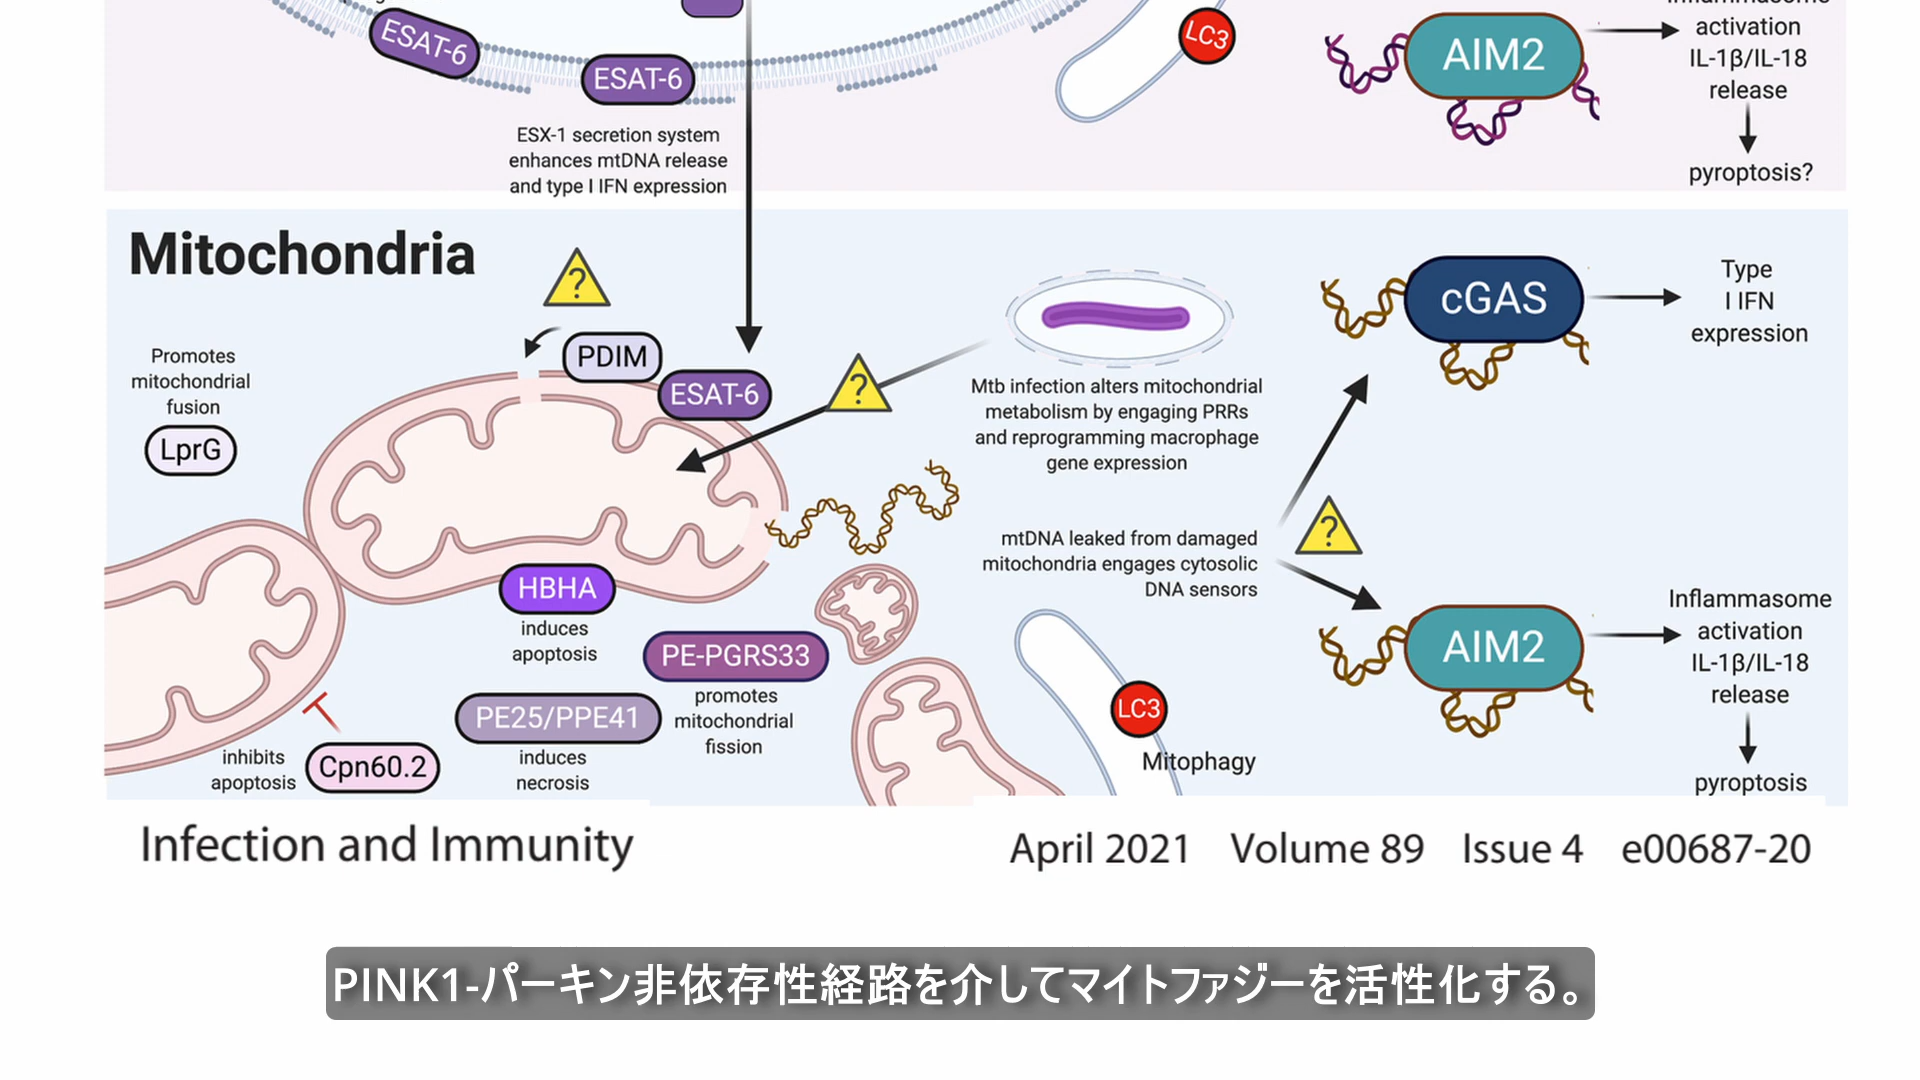 ESAT-6
ESAT-6
LC3
AIM2
activation
IL-1β/IL-18
release
pyroptosis?
ESX-1 secretion system
enhances mtDNA release
and type I IFN expression
Mitochondria
?
PDIM
ESAT-6
?
Promotes
mitochondrial
fusion
LprG
Mtb infection alters mitochondrial
metabolism by engaging PRRs
and reprogramming macrophage
gene expression
cGAS
Type
I IFN
expression
mtDNA leaked from damaged
mitochondria engages cytosolic
DNA sensors
?
HBHA
induces
apoptosis
PE-PGRS33
promotes
mitochondrial
fission
PE25/PPE41
induces
necrosis
inhibits
apoptosis
Cpn60.2
LC3
Mitophagy
AIM2
Inflammasome
activation
IL-1β/IL-18
release
pyroptosis
Infection and Immunity
April 2021 Volume 89 Issue 4 e00687-20
PINK1-パーキン非依存性経路を介してマイトファジーを活性化する。